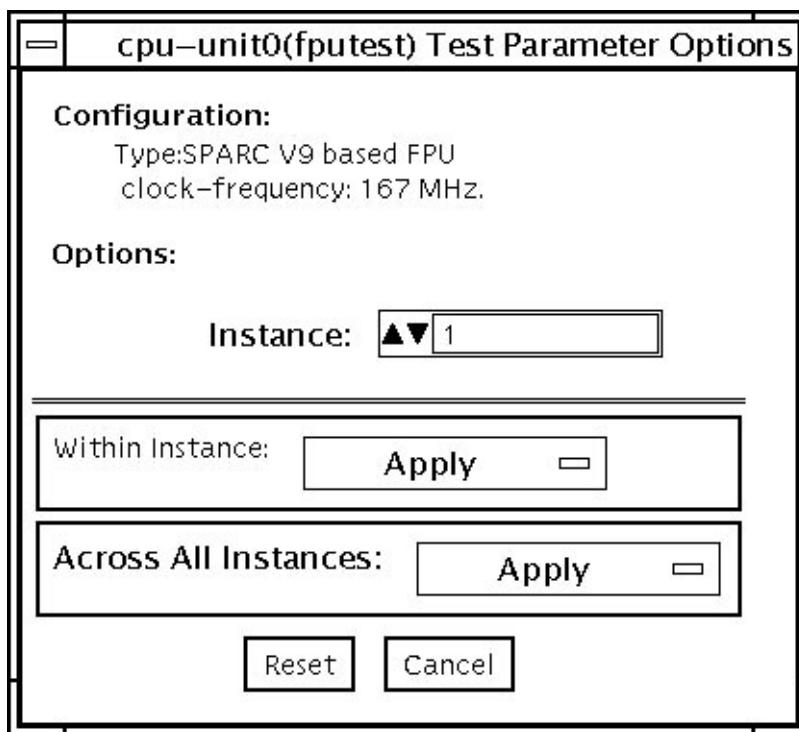 cpu-unit0(fputest) Test Parameter Options
Configuration:
Type:SPARC V9 based FPU
clock-frequency: 167 MHz.
Options:
Instance: 1
Within Instance: Apply
Across All Instances: Apply
Reset Cancel